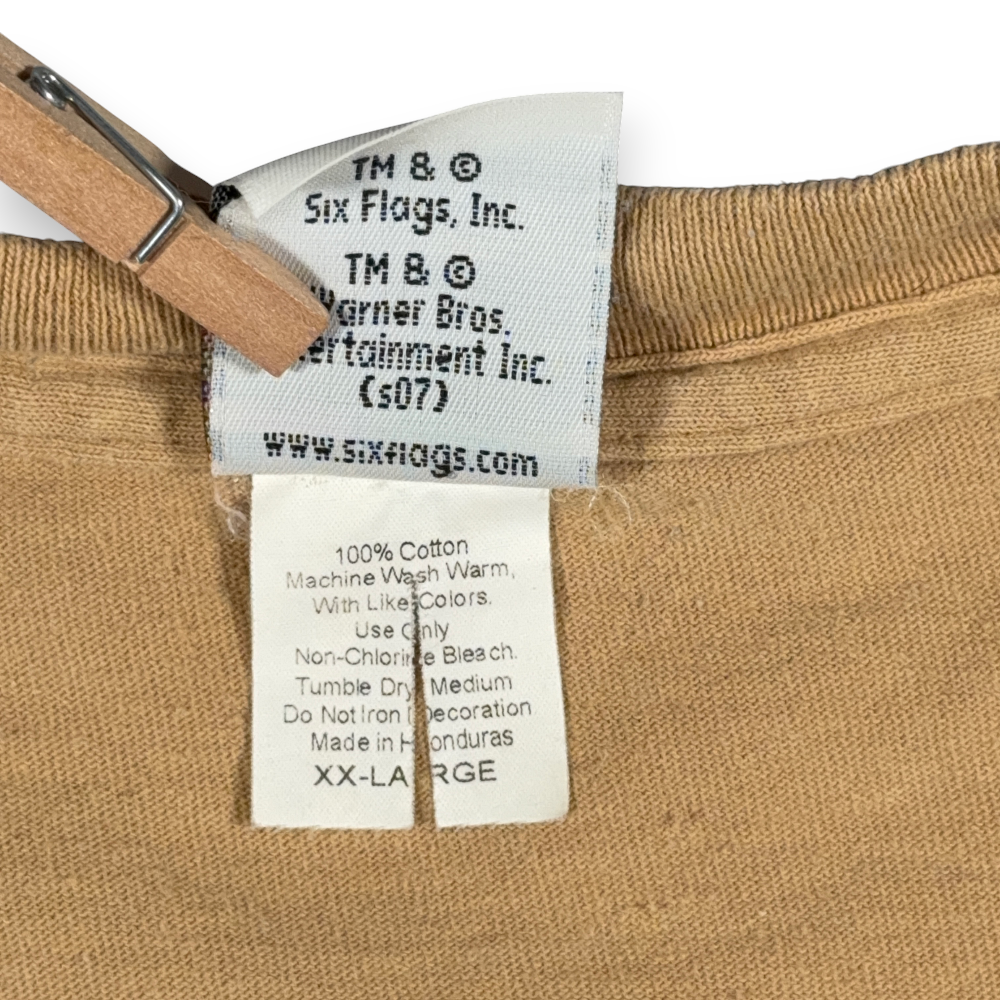 TM & ©
Six Flags, Inc.
TM & ©
Warner Bros.
ertainment Inc.
(s07)
www.sixflags.com
100% Cotton
Machine Wash Warm,
With Like Colors.
Use Only
Non-Chlorine Bleach.
Tumble Dry Medium
Do Not Iron Decoration
Made in Honduras
XX-LARGE